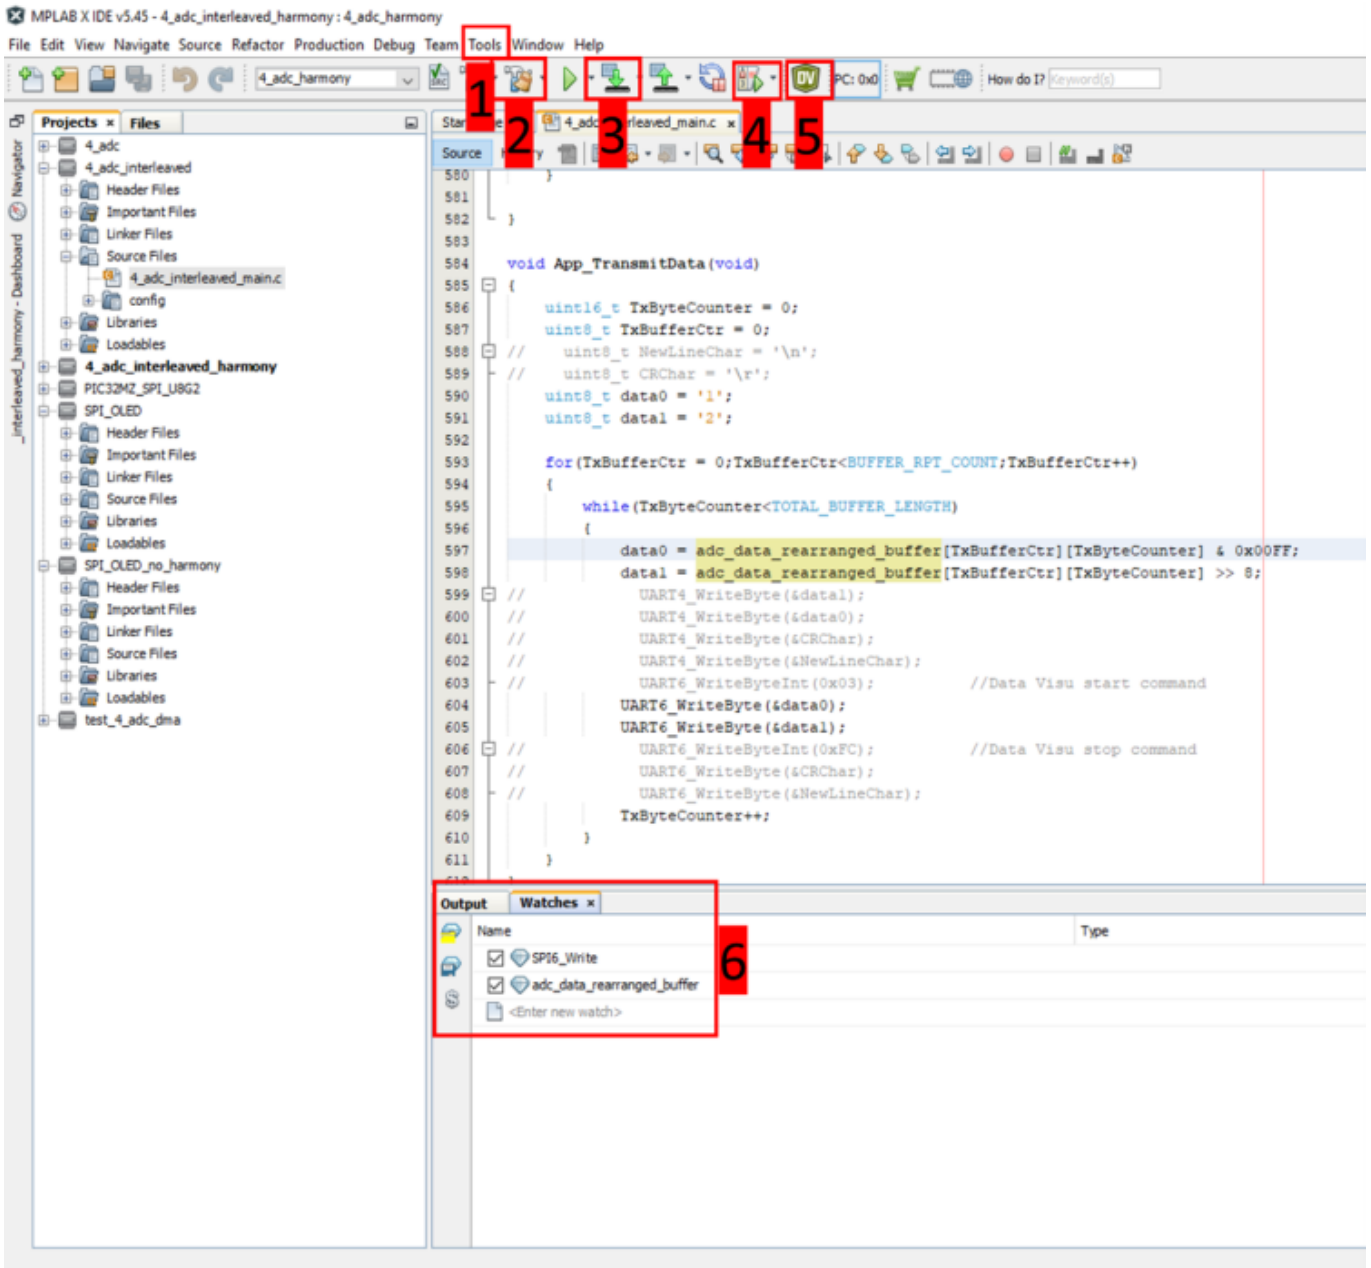 MPLAB X IDE v5.45 - 4_adc_interleaved_harmony : 4_adc_harmony
File Edit View Navigate Source Refactor Production Debug Team Tools Window Help
4_adc_harmony
PC: 0x0
How do I? Keyword(s)
1
2
3
4
5
Projects × Files
Navigator
_interleaved_harmony - Dashboard
4_adc
4_adc_interleaved
Header Files
Important Files
Linker Files
Source Files
4_adc_interleaved_main.c
config
Libraries
Loadables
4_adc_interleaved_harmony
PIC32MZ_SPI_U8G2
SPI_OLED
Header Files
Important Files
Linker Files
Source Files
Libraries
Loadables
SPI_OLED_no_harmony
Header Files
Important Files
Linker Files
Source Files
Libraries
Loadables
test_4_adc_dma
Source
580 }
581
582 }
583
584 void App_TransmitData(void)
585 {
586 uint16_t TxByteCounter = 0;
587 uint8_t TxBufferCtr = 0;
588 // uint8_t NewLineChar = '\n';
589 // uint8_t CRChar = '\r';
590 uint8_t data0 = '1';
591 uint8_t data1 = '2';
592
593 for(TxBufferCtr = 0;TxBufferCtr<BUFFER_RPT_COUNT;TxBufferCtr++)
594 {
595 while(TxByteCounter<TOTAL_BUFFER_LENGTH)
596 {
597 data0 = adc_data_rearranged_buffer[TxBufferCtr][TxByteCounter] & 0x00FF;
598 data1 = adc_data_rearranged_buffer[TxBufferCtr][TxByteCounter] >> 8;
599 // UART4_WriteByte(&data1);
600 // UART4_WriteByte(&data0);
601 // UART4_WriteByte(&CRChar);
602 // UART4_WriteByte(&NewLineChar);
603 // UART6_WriteByteInt(0x03); //Data Visu start command
604 UART6_WriteByte(&data0);
605 UART6_WriteByte(&data1);
606 // UART6_WriteByteInt(0xFC); //Data Visu stop command
607 // UART6_WriteByte(&CRChar);
608 // UART6_WriteByte(&NewLineChar);
609 TxByteCounter++;
610 }
611 }
Output Watches ×
Name Type
SPI6_Write
adc_data_rearranged_buffer
<Enter new watch>
6